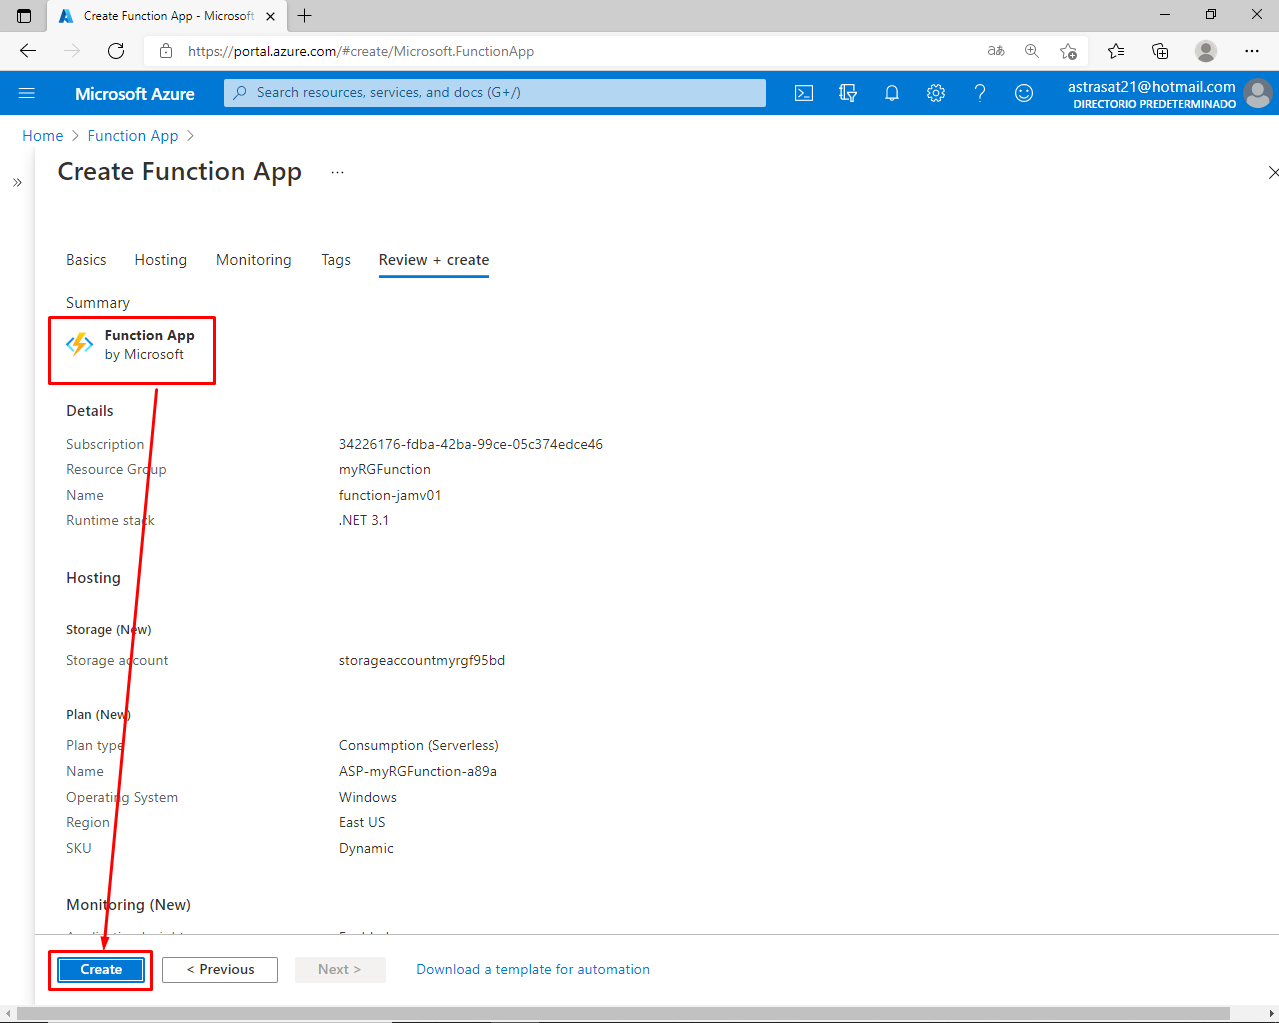 Create Function App - Microsoft
https://portal.azure.com/#create/Microsoft.FunctionApp
Microsoft Azure
Search resources, services, and docs (G+/)
astrasat21@hotmail.com
DIRECTORIO PREDETERMINADO
Home > Function App >
Create Function App ...
Basics Hosting Monitoring Tags Review + create
Summary
Function App
by Microsoft
Details
Subscription 34226176-fdba-42ba-99ce-05c374edce46
Resource Group myRGFunction
Name function-jamv01
Runtime stack .NET 3.1
Hosting
Storage (New)
Storage account storageaccountmyrgf95bd
Plan (New)
Plan type Consumption (Serverless)
Name ASP-myRGFunction-a89a
Operating System Windows
Region East US
SKU Dynamic
Monitoring (New)
Create < Previous Next > Download a template for automation